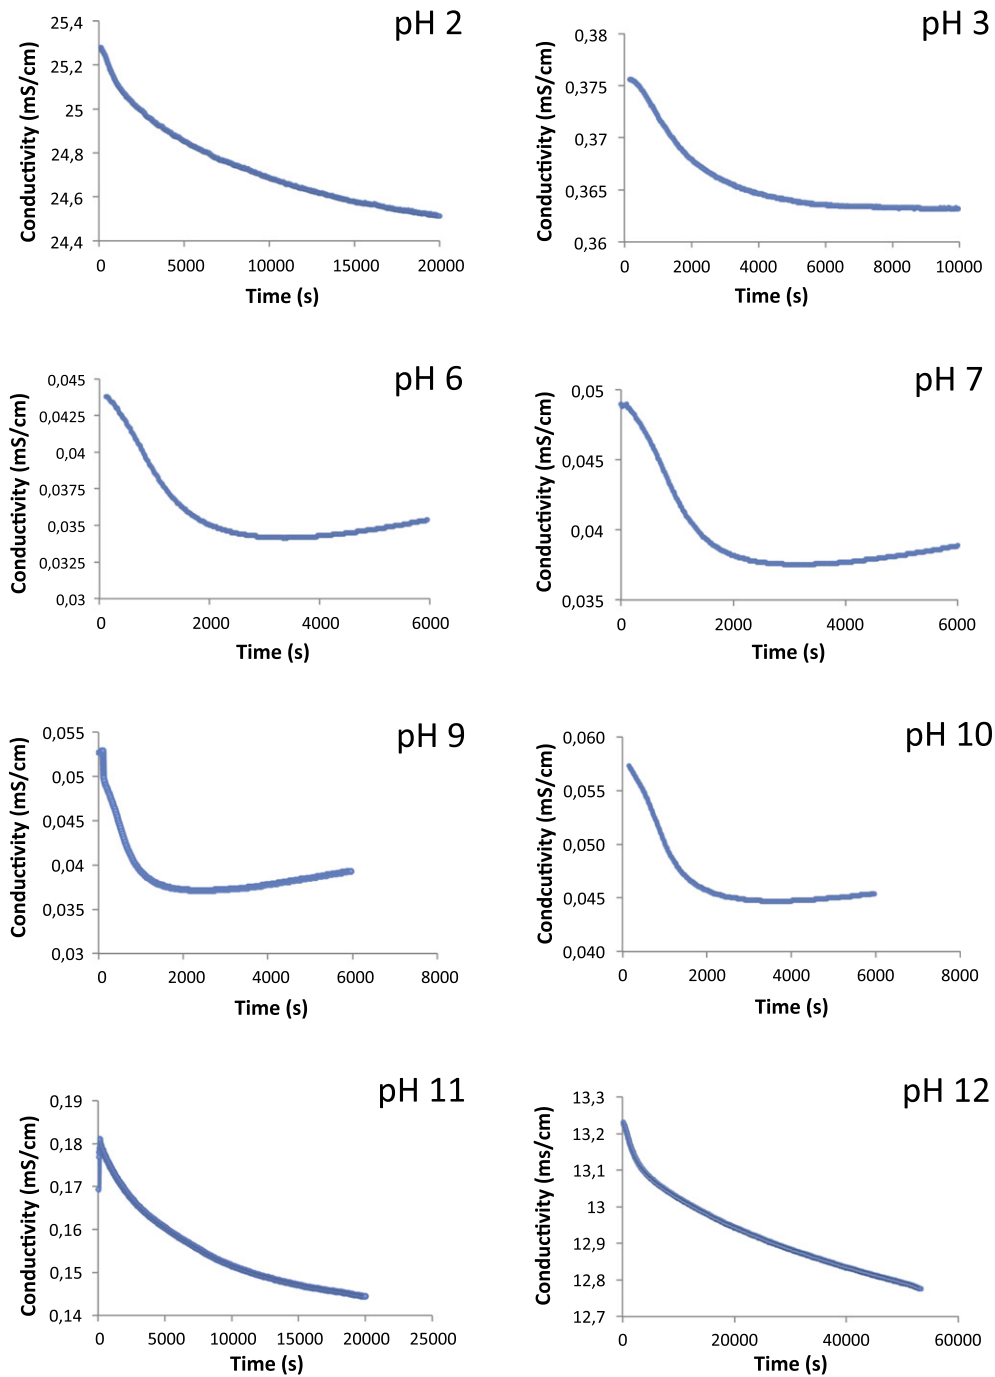 pH 2
25,4
25,2
25
24,8
24,6
24,4
Conductivity (mS/cm)
0 5000 10000 15000 20000
Time (s)
pH 3
0,38
0,375
0,37
0,365
0,36
Conductivity (mS/cm)
0 2000 4000 6000 8000 10000
Time (s)
pH 6
0,045
0,0425
0,04
0,0375
0,035
0,0325
0,03
Conductivity (mS/cm)
0 2000 4000 6000
Time (s)
pH 7
0,05
0,045
0,04
0,035
Conductivity (mS/cm)
0 2000 4000 6000
Time (s)
pH 9
0,055
0,05
0,045
0,04
0,035
0,03
Conductivity (mS/cm)
0 2000 4000 6000 8000
Time (s)
pH 10
0,060
0,055
0,050
0,045
0,040
Condcutivity (mS/cm)
0 2000 4000 6000 8000
Time (s)
pH 11
0,19
0,18
0,17
0,16
0,15
0,14
Conductivity (mS/cm)
0 5000 10000 15000 20000 25000
Time (s)
pH 12
13,3
13,2
13,1
13
12,9
12,8
12,7
Conductivity (ms/cm)
0 20000 40000 60000
Time (s)